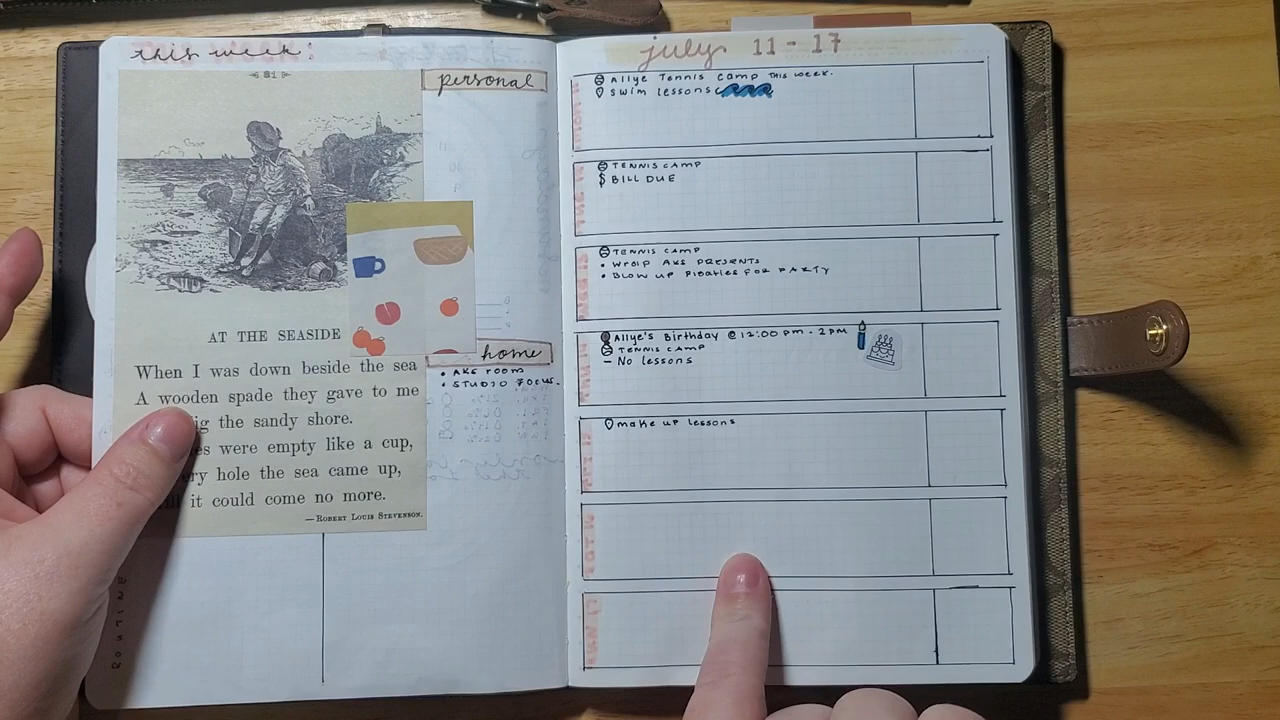 this week:
81
personal
AT THE SEASIDE
When I was down beside the sea
A wooden spade they gave to me
the sandy shore.
were empty like a cup,
hole the sea came up,
it could come no more.
—ROBERT LOUIS STEVENSON.
home
• AKS room
• STUDIO FOCUS.
july 11-17
Allye Tennis Camp THIS WEEK.
Swim lessons
TENNIS CAMP
$ BILL DUE
TENNIS CAMP
• Wrap AKS PRESENTS
• Blow up Floaties FOR PARTY
Allye's Birthday @ 12:00 pm - 2pm
TENNIS CAMP
— No lessons
make up lessons